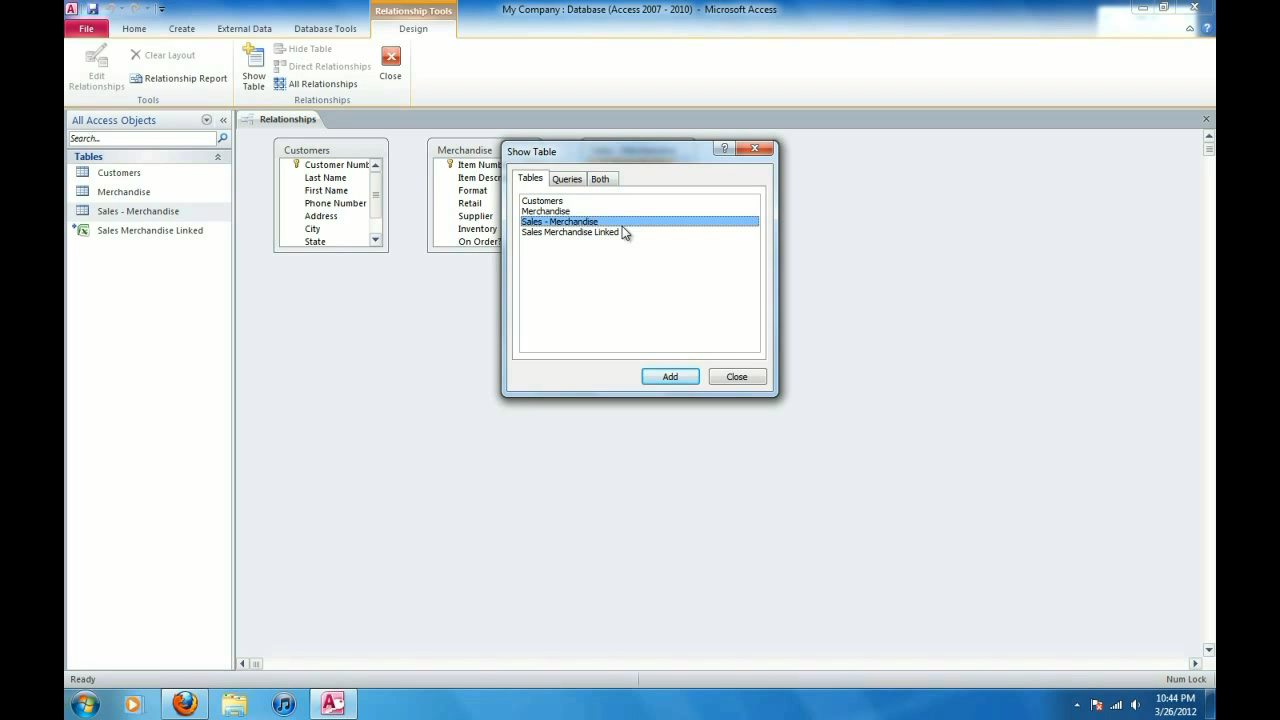 Relationship Tools
My Company : Database (Access 2007 - 2010) - Microsoft Access
File
Home
Create
External Data
Database Tools
Design
Edit
Relationships
Clear Layout
Relationship Report
Tools
Show
Table
Hide Table
Direct Relationships
All Relationships
Close
Relationships
All Access Objects
Search...
Tables
Customers
Merchandise
Sales - Merchandise
Sales Merchandise Linked
Relationships
Customers
Customer Numb
Last Name
First Name
Phone Number
Address
City
State
Merchandise
Item Numb
Item Descr
Format
Retail
Supplier
Inventory
On Order?
Show Table
Tables
Queries
Both
Customers
Merchandise
Sales - Merchandise
Sales Merchandise Linked
Add
Close
Ready
Num Lock
10:44 PM
3/26/2012